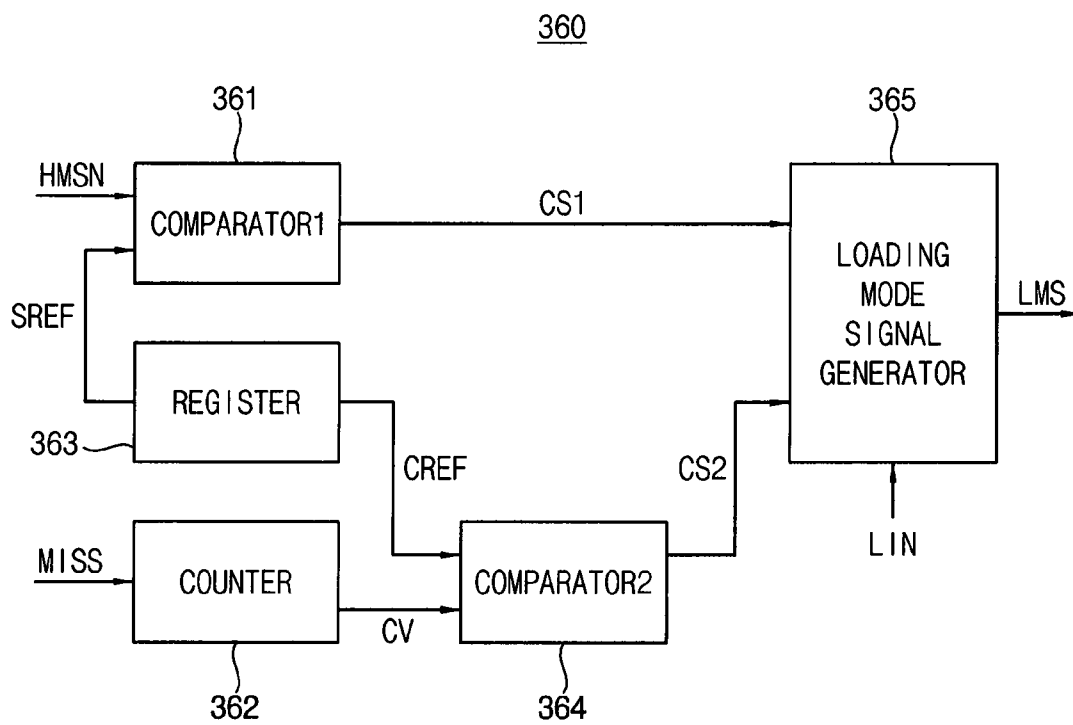 360
361
365
HMSN
COMPARATOR1
CS1
LOADING
MODE
SIGNAL
GENERATOR
LMS
SREF
REGISTER
363
CREF
CS2
LIN
MISS
COUNTER
CV
COMPARATOR2
362
364